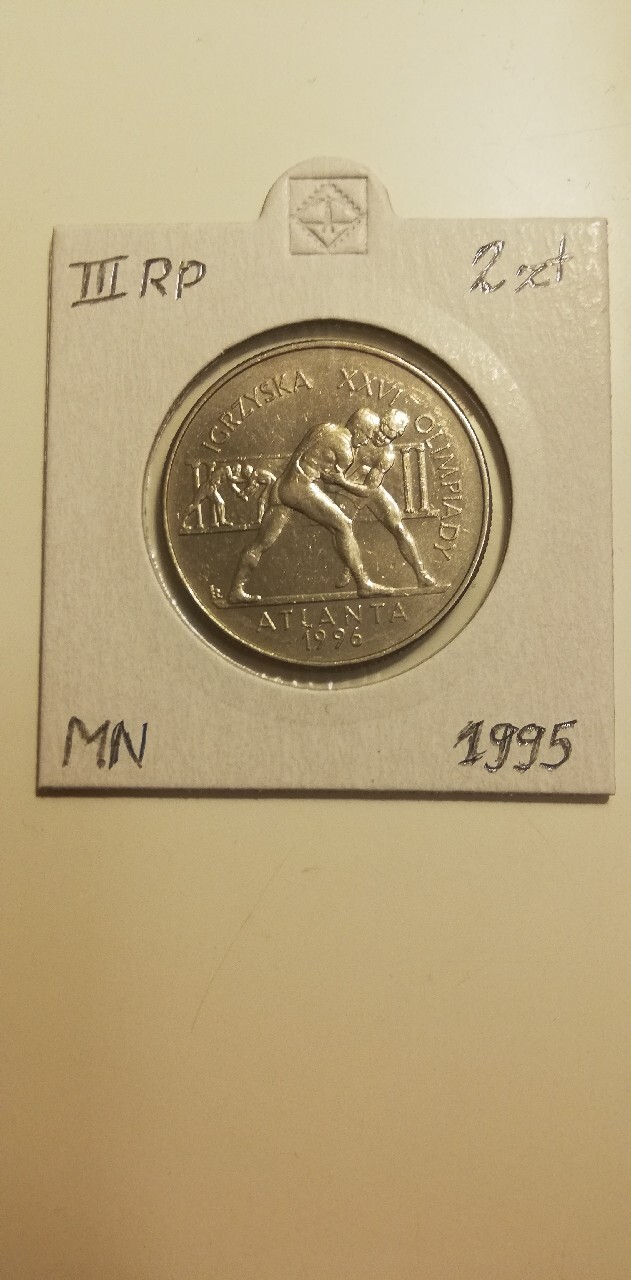 III RP
2 zł
IGRZYSKA XXVI OLIMPIADY
ATLANTA
1996
MN
1995